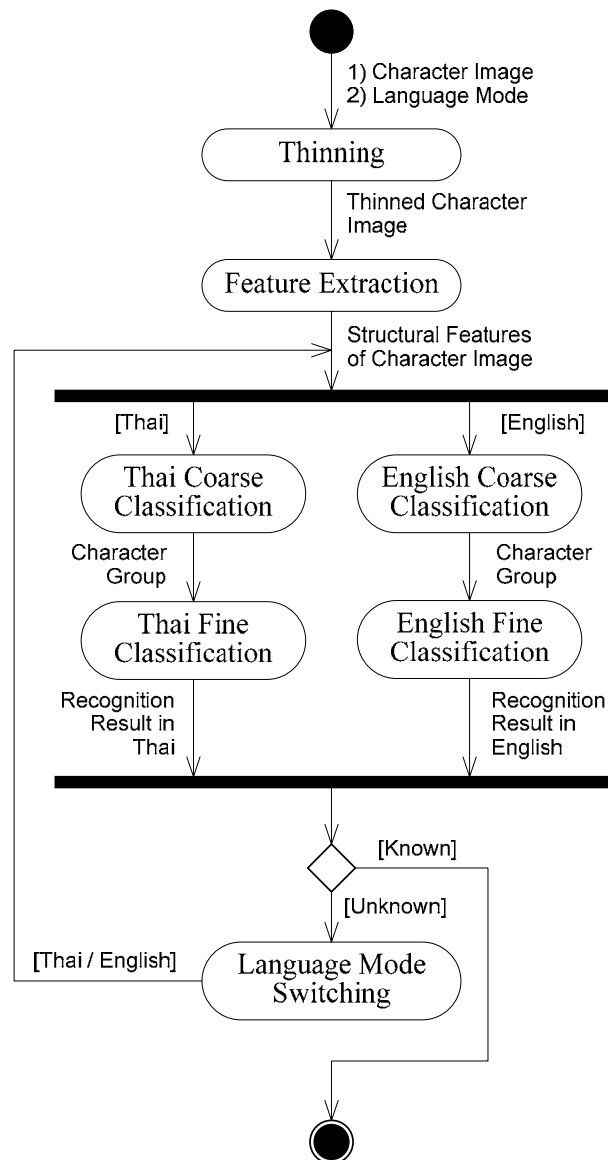 1) Character Image
2) Language Mode
Thinning
Thinned Character
Image
Feature Extraction
Structural Features
of Character Image
[Thai]
[English]
Thai Coarse
Classification
English Coarse
Classification
Character
Group
Character
Group
Thai Fine
Classification
English Fine
Classification
Recognition
Result in
Thai
Recognition
Result in
English
[Known]
[Unknown]
[Thai / English]
Language Mode
Switching